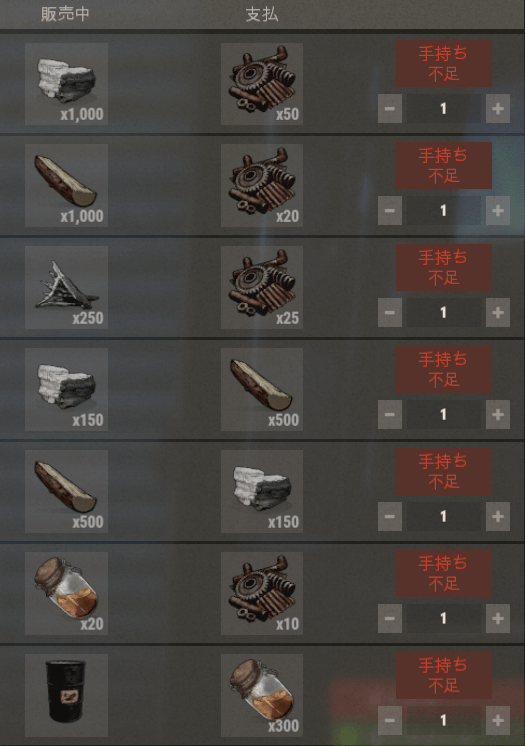 販売中 支払
x1,000 x50 手持ち
不足
− 1 +
x1,000 x20 手持ち
不足
− 1 +
x250 x25 手持ち
不足
− 1 +
x150 x500 手持ち
不足
− 1 +
x500 x150 手持ち
不足
− 1 +
x20 x10 手持ち
不足
− 1 +
x300 手持ち
不足
− 1 +